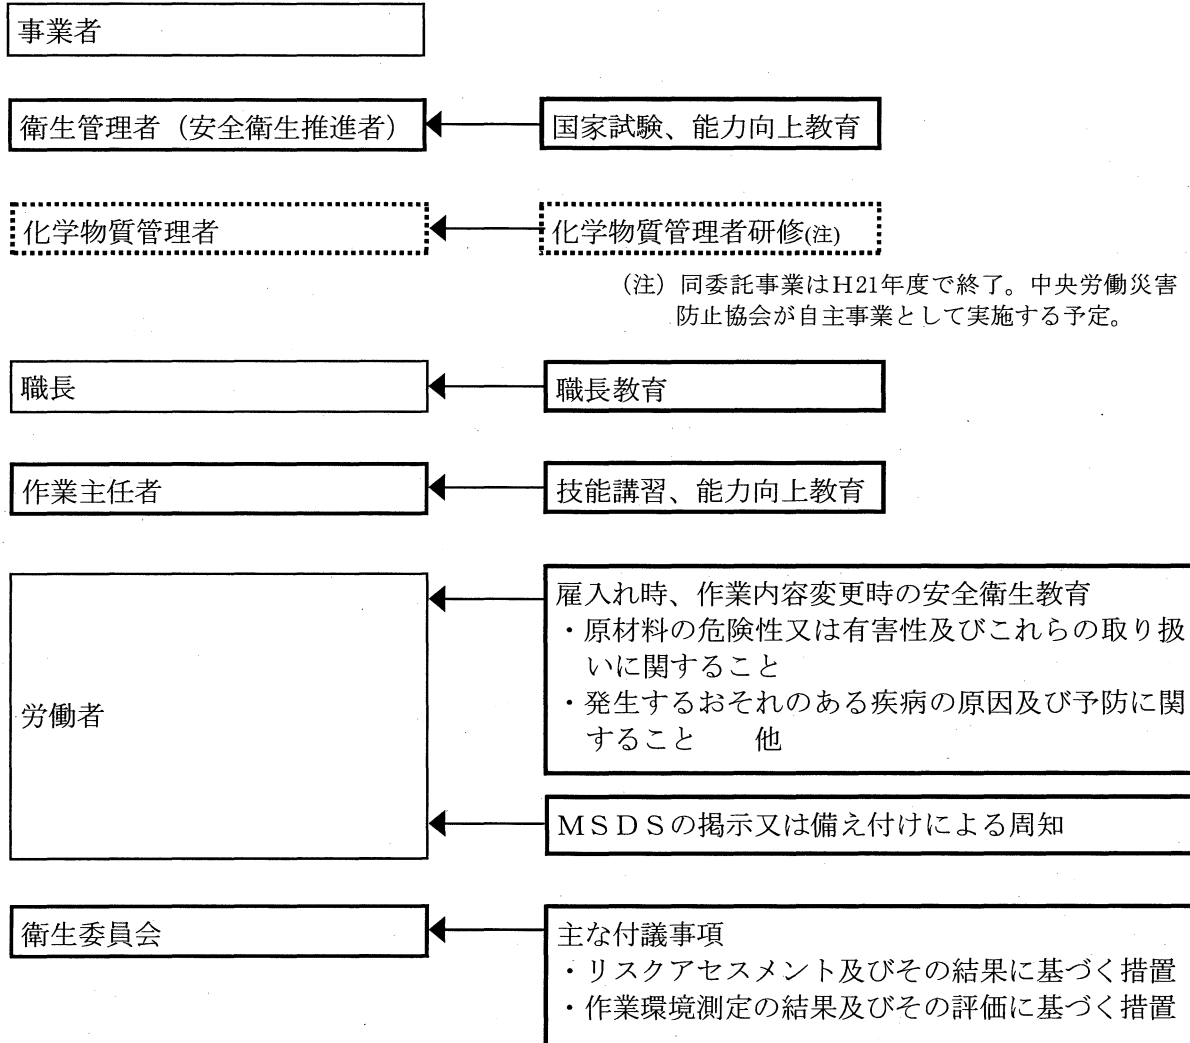 事業者
衛生管理者（安全衛生推進者）
国家試験、能力向上教育
化学物質管理者
化学物質管理者研修(注)
（注）同委託事業はＨ21年度で終了。中央労働災害
防止協会が自主事業として実施する予定。
職長
職長教育
作業主任者
技能講習、能力向上教育
労働者
雇入れ時、作業内容変更時の安全衛生教育
・原材料の危険性又は有害性及びこれらの取り扱
いに関すること
・発生するおそれのある疾病の原因及び予防に関
すること　　他
ＭＳＤＳの掲示又は備え付けによる周知
衛生委員会
主な付議事項
・リスクアセスメント及びその結果に基づく措置
・作業環境測定の結果及びその評価に基づく措置